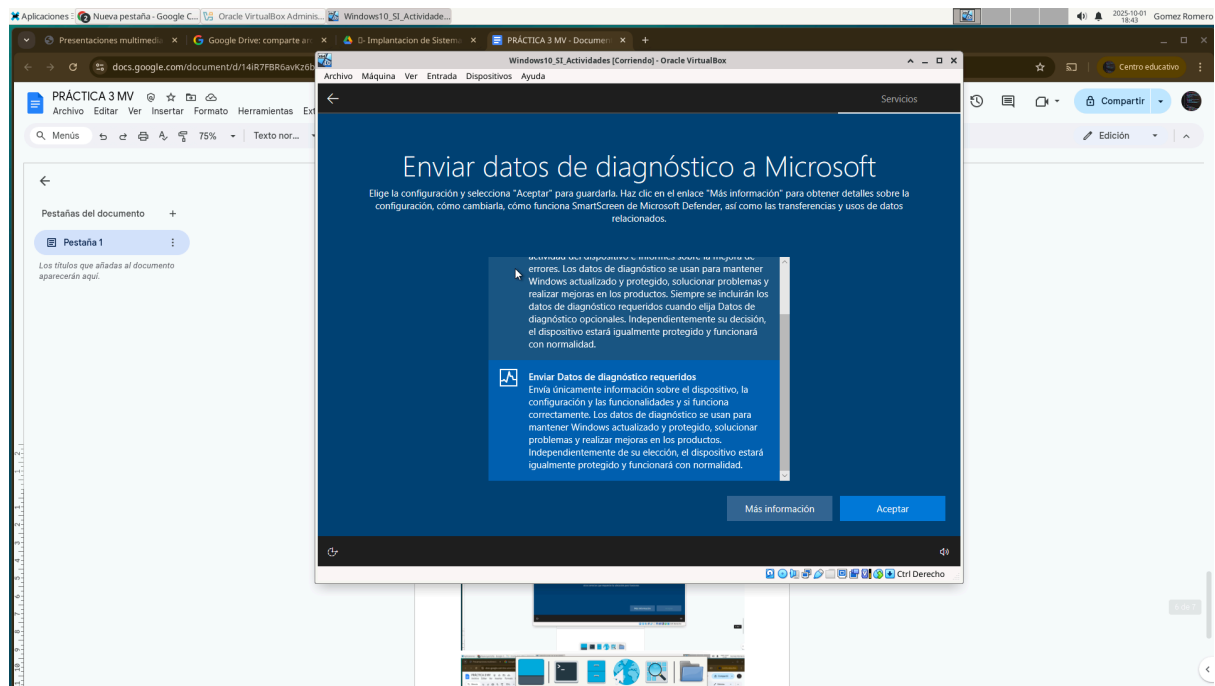 Aplicaciones
Nueva pestaña - Google C...
Oracle VirtualBox Adminis...
Windows10_SI_Actividade...
2025-10-01
18:43
Gomez Romero
Presentaciones multimedia
Google Drive: comparte arc
0- Implantacion de Sistema
PRÁCTICA 3 MV - Documen
docs.google.com/document/d/14iR7FBR6avKz6b
Centro educativo
PRÁCTICA 3 MV
Archivo Editar Ver Insertar Formato Herramientas Ext
Compartir
Menús
75%
Texto nor...
Edición
Pestañas del documento
Pestaña 1
Los títulos que añadas al documento
aparecerán aquí.
Windows10_SI_Actividades [Corriendo] - Oracle VirtualBox
Archivo Máquina Ver Entrada Dispositivos Ayuda
Servicios
Enviar datos de diagnóstico a Microsoft
Elige la configuración y selecciona "Aceptar" para guardarla. Haz clic en el enlace "Más información" para obtener detalles sobre la
configuración, cómo cambiarla, cómo funciona SmartScreen de Microsoft Defender, así como las transferencias y usos de datos
relacionados.
actividad del dispositivo e informes sobre la mejora de
errores. Los datos de diagnóstico se usan para mantener
Windows actualizado y protegido, solucionar problemas y
realizar mejoras en los productos. Siempre se incluirán los
datos de diagnóstico requeridos cuando elija Datos de
diagnóstico opcionales. Independientemente su decisión,
el dispositivo estará igualmente protegido y funcionará
con normalidad.
Enviar Datos de diagnóstico requeridos
Envía únicamente información sobre el dispositivo, la
configuración y las funcionalidades y si funciona
correctamente. Los datos de diagnóstico se usan para
mantener Windows actualizado y protegido, solucionar
problemas y realizar mejoras en los productos.
Independientemente de su elección, el dispositivo estará
igualmente protegido y funcionará con normalidad.
Más información
Aceptar
Ctrl Derecho